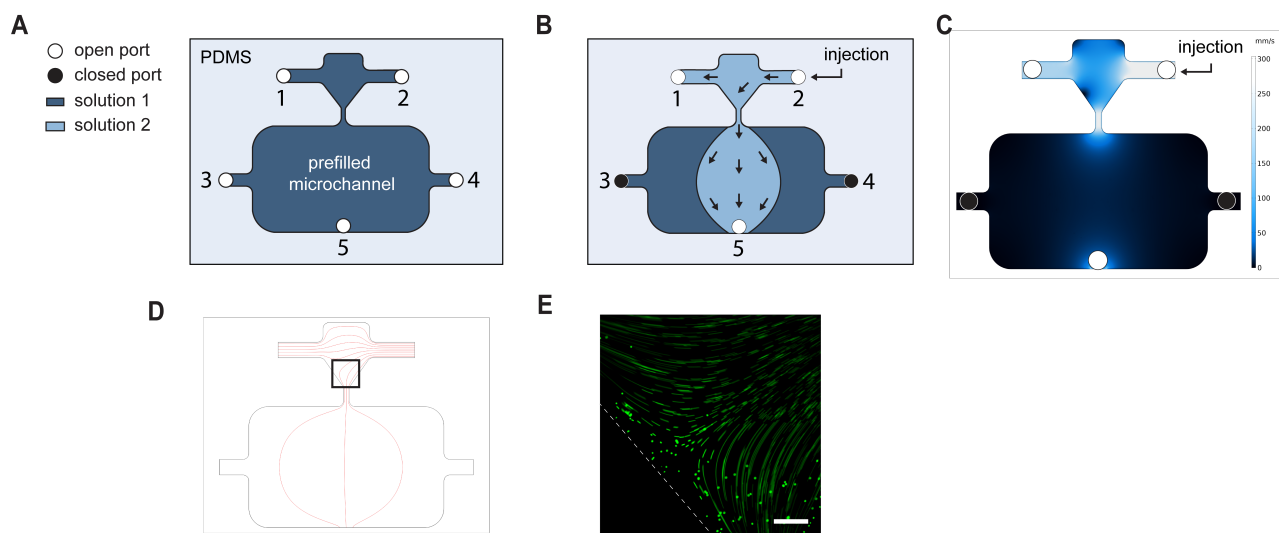 A
open port
closed port
solution 1
solution 2
PDMS
1
2
prefilled
microchannel
3
4
5
B
injection
1
2
3
4
5
C
injection
mm/s
300
250
200
150
100
50
0
D
E